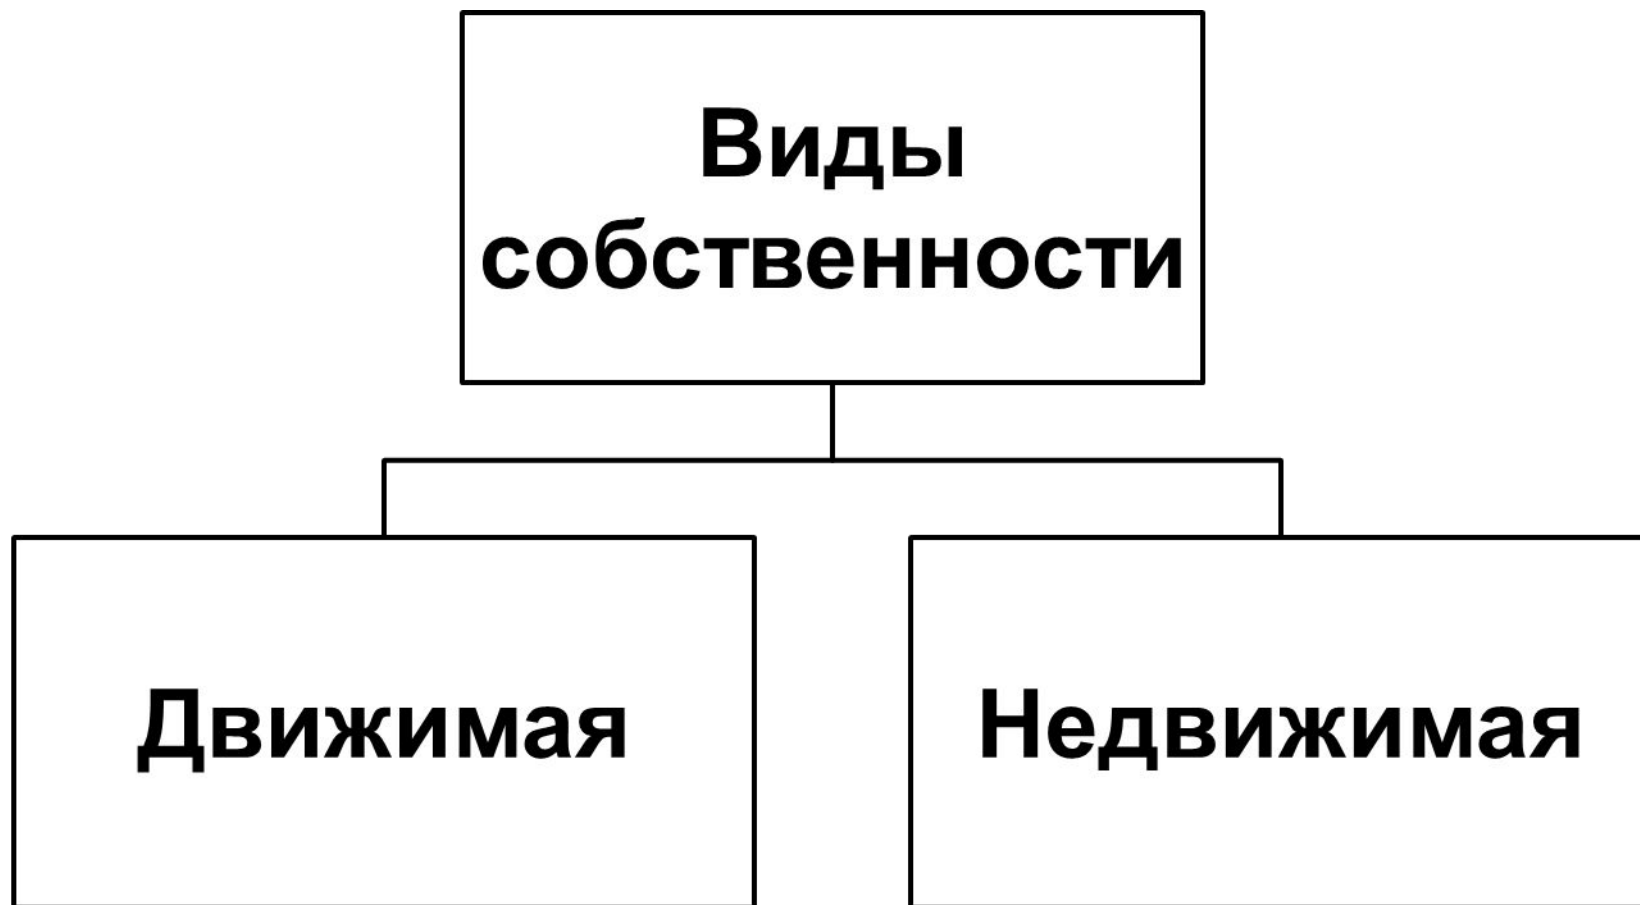 Виды
собственности
Движимая
Недвижимая